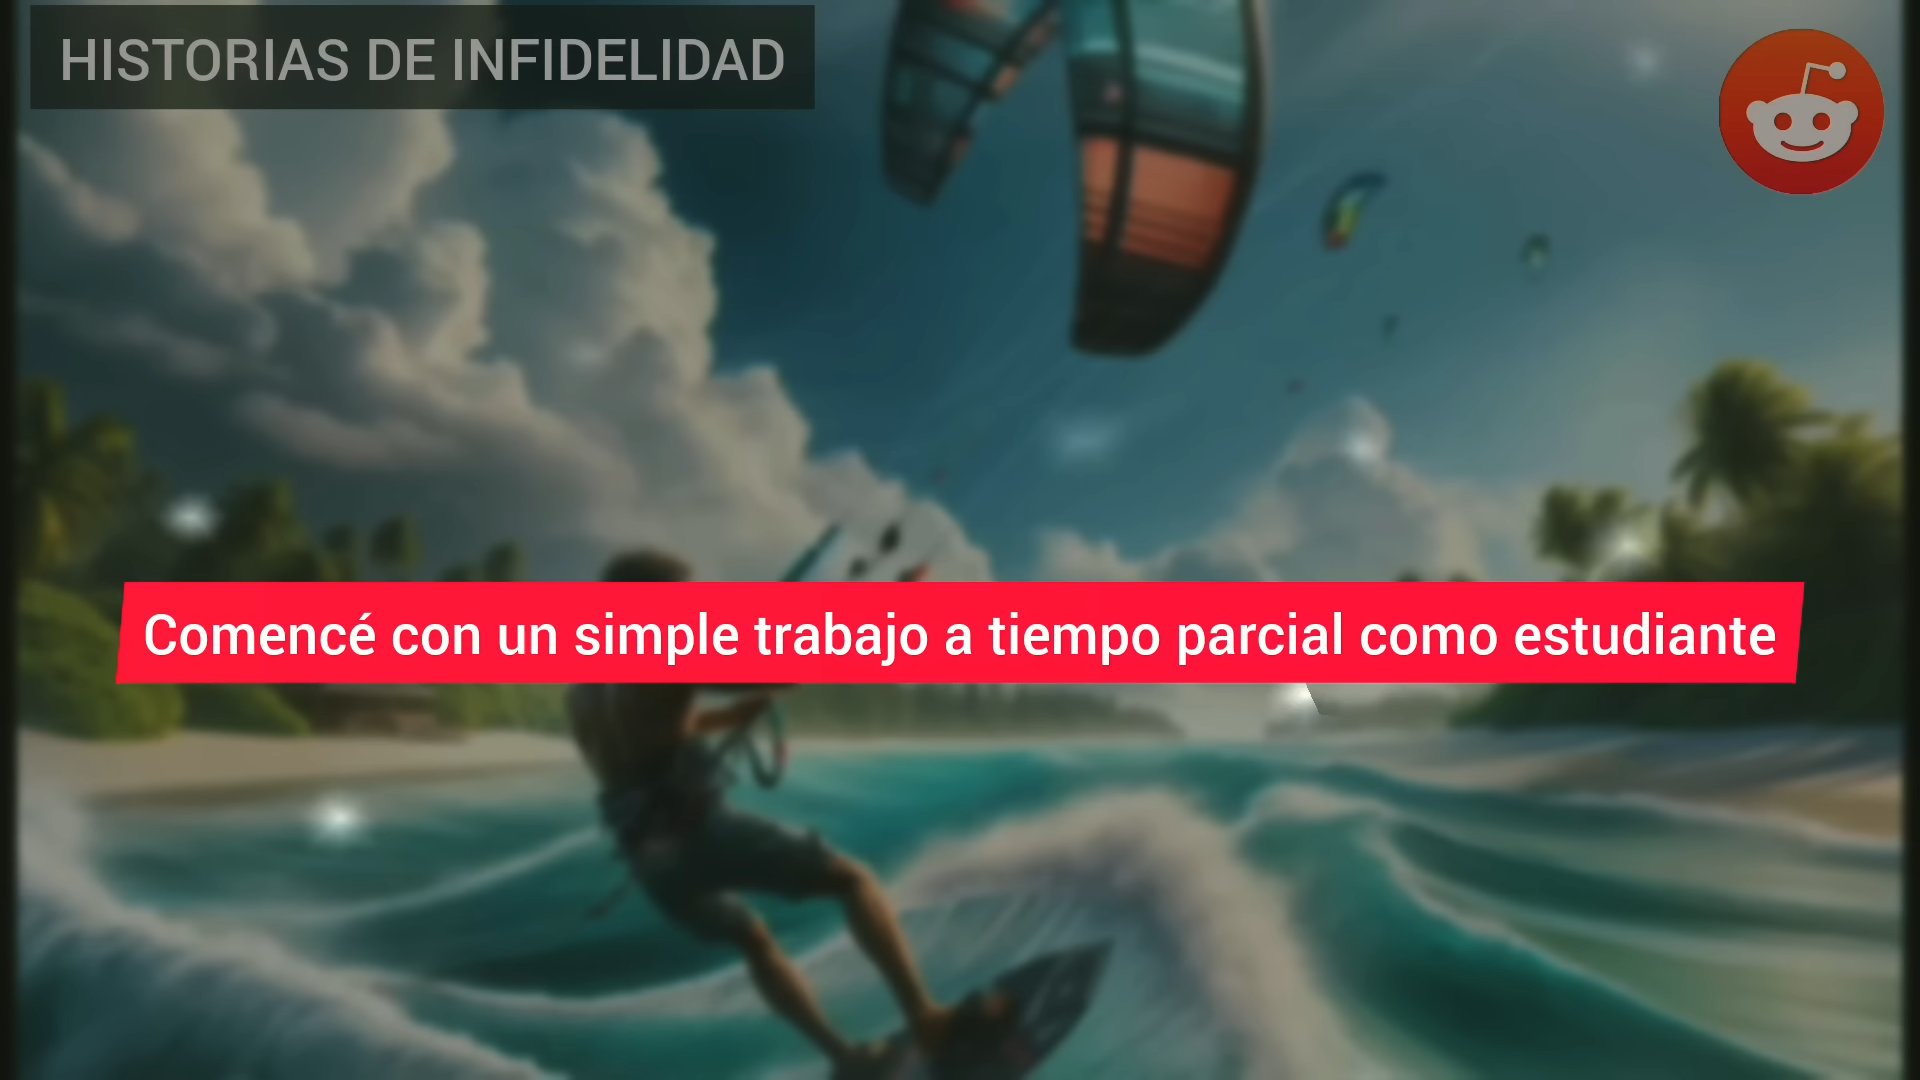 HISTORIAS DE INFIDELIDAD
Comencé con un simple trabajo a tiempo parcial como estudiante